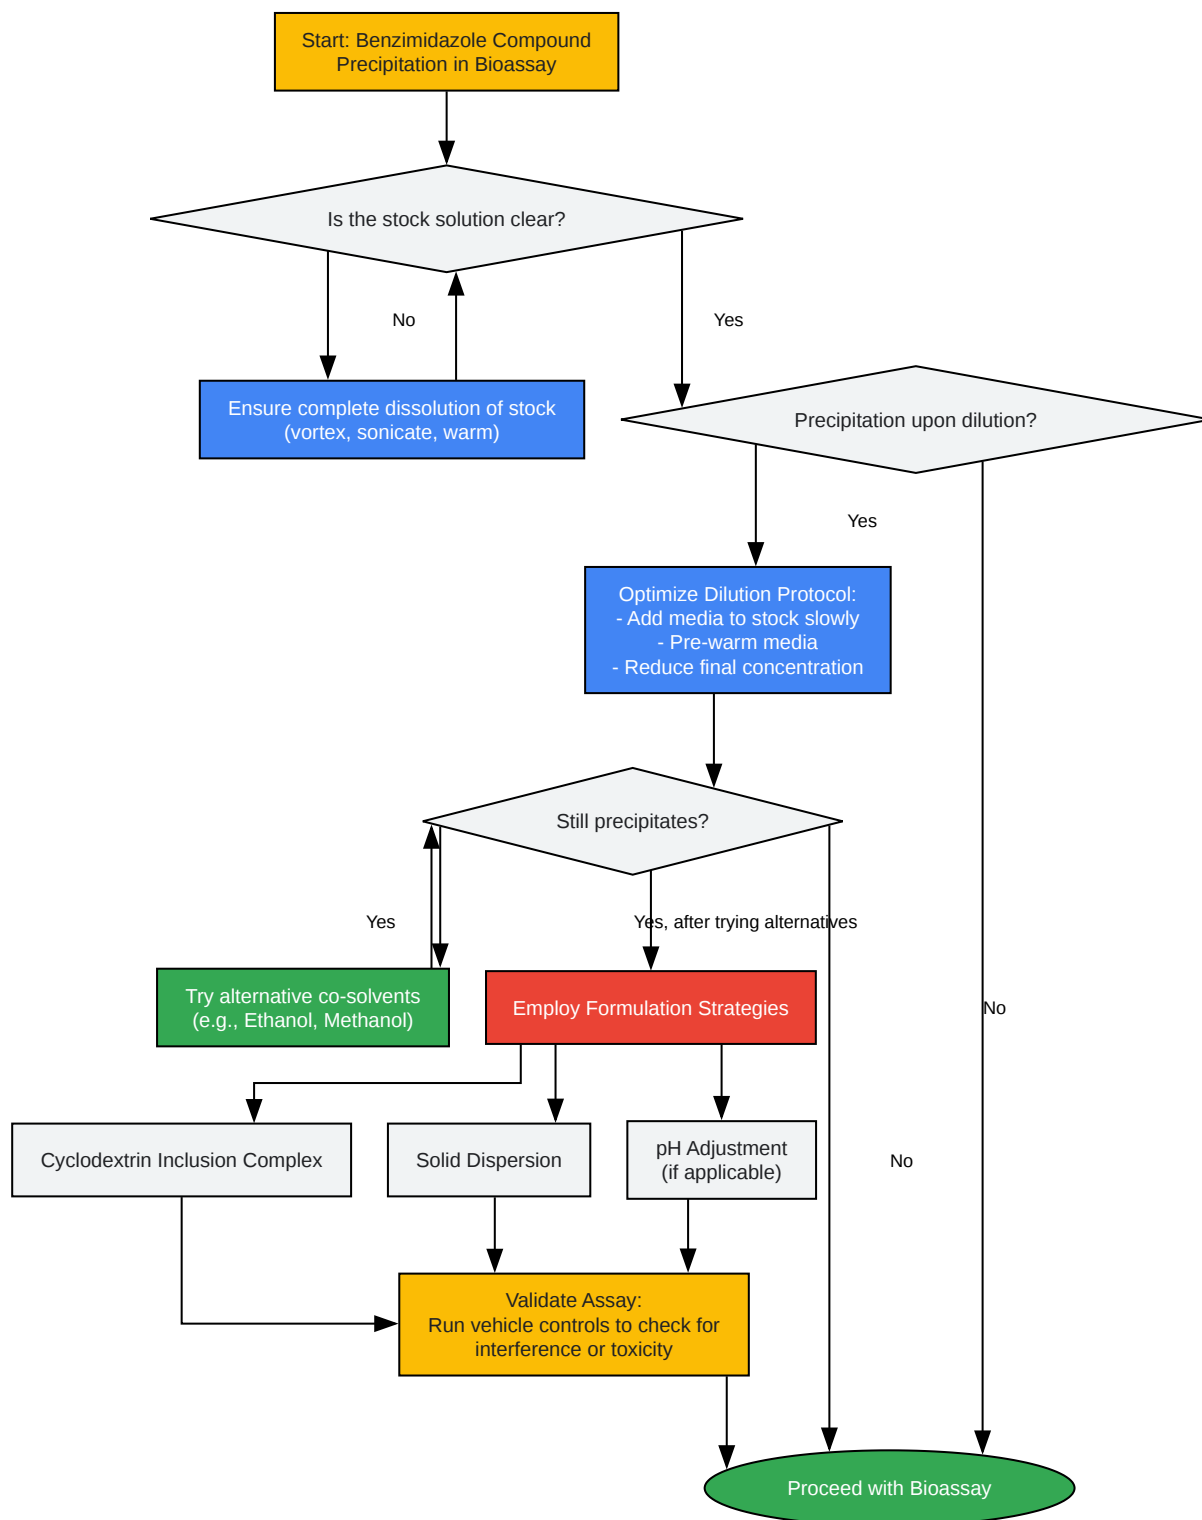 Start: Benzimidazole Compound
Precipitation in Bioassay
Is the stock solution clear?
No
Yes
Ensure complete dissolution of stock
(vortex, sonicate, warm)
Precipitation upon dilution?
Yes
Optimize Dilution Protocol:
- Add media to stock slowly
- Pre-warm media
- Reduce final concentration
Still precipitates?
Yes
Yes, after trying alternatives
Try alternative co-solvents
(e.g., Ethanol, Methanol)
Employ Formulation Strategies
No
Cyclodextrin Inclusion Complex
Solid Dispersion
pH Adjustment
(if applicable)
No
Validate Assay:
Run vehicle controls to check for
interference or toxicity
Proceed with Bioassay